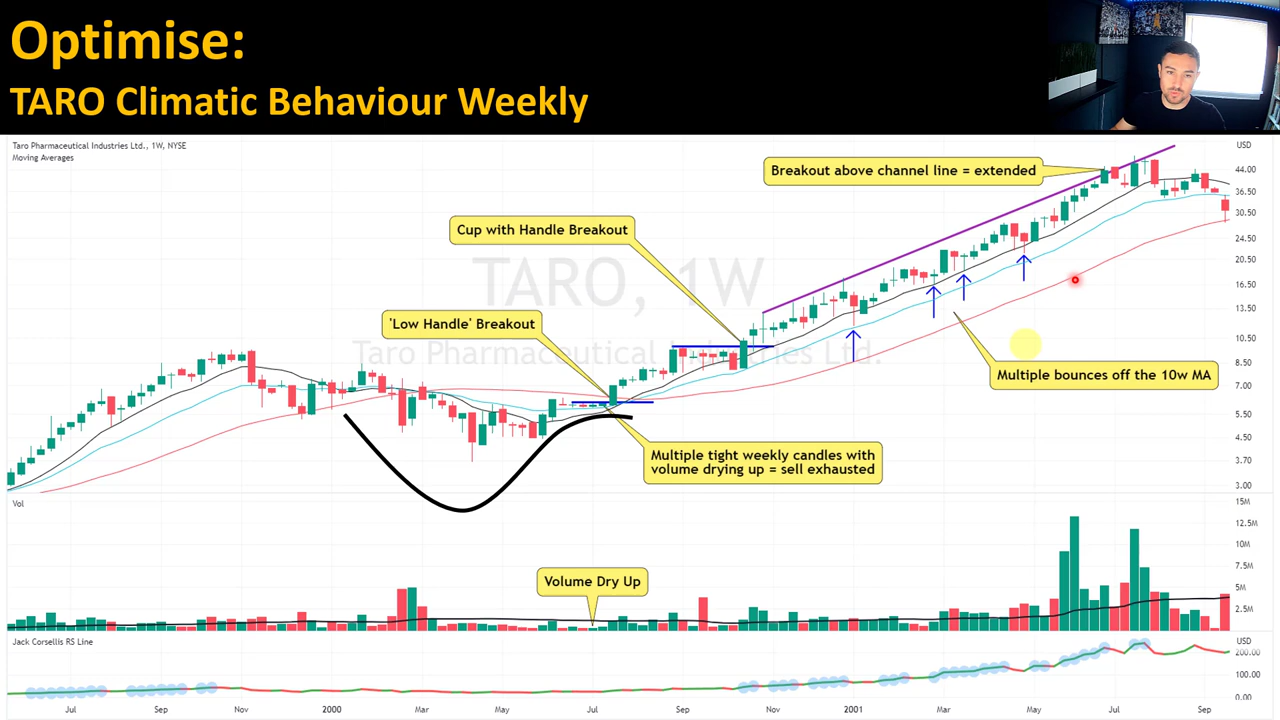 Optimise:
TARO Climatic Behaviour Weekly
Taro Pharmaceutical Industries Ltd., 1W, NYSE
Moving Averages
USD
Breakout above channel line = extended
44.00
36.50
30.50
24.50
20.50
16.50
13.50
10.50
8.50
7.00
5.50
4.50
3.70
3.00
Cup with Handle Breakout
TARO, 1W
'Low Handle' Breakout
Taro Pharmaceutical Industries Ltd.
Multiple bounces off the 10w MA
Multiple tight weekly candles with
volume drying up = sell exhausted
Vol
15M
12.5M
10M
7.5M
5M
2.5M
Volume Dry Up
Jack Corsellis RS Line
USD
200.00
100.00
0.00
Jul
Sep
Nov
2000
Mar
May
Jul
Sep
Nov
2001
Mar
May
Jul
Sep